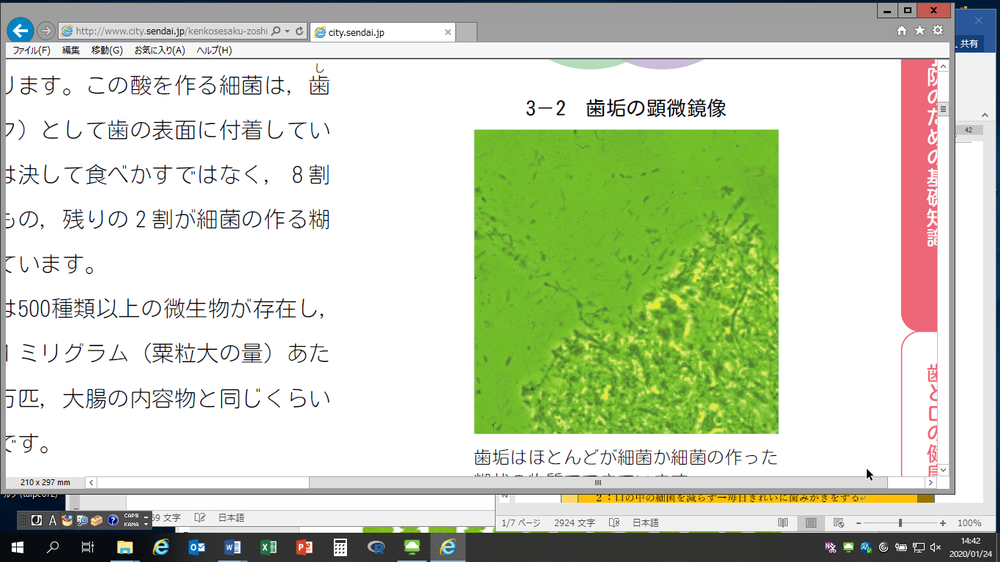 http://www.city.sendai.jp/kenkosesaku-zoshi
city.sendai.jp
ファイル(F) 編集 移動(G) お気に入り(A) ヘルプ(H)
共有
ります。この酸を作る細菌は，歯
し
ク）として歯の表面に付着してい
は決して食べかすではなく，８割
もの，残りの２割が細菌の作る糊
ています。
は500種類以上の微生物が存在し，
1ミリグラム（粟粒大の量）あた
万匹，大腸の内容物と同じくらい
です。
3－2　歯垢の顕微鏡像
歯垢はほとんどが細菌か細菌の作った
防のための基礎知識
歯と口の健
42
210 x 297 mm
２：口の中の細菌を減らす→毎日きれいに歯みがきをする
59 文字 日本語
1/7 ページ 2924 文字 日本語 100%
A CAPS KANA
14:42
2020/01/24